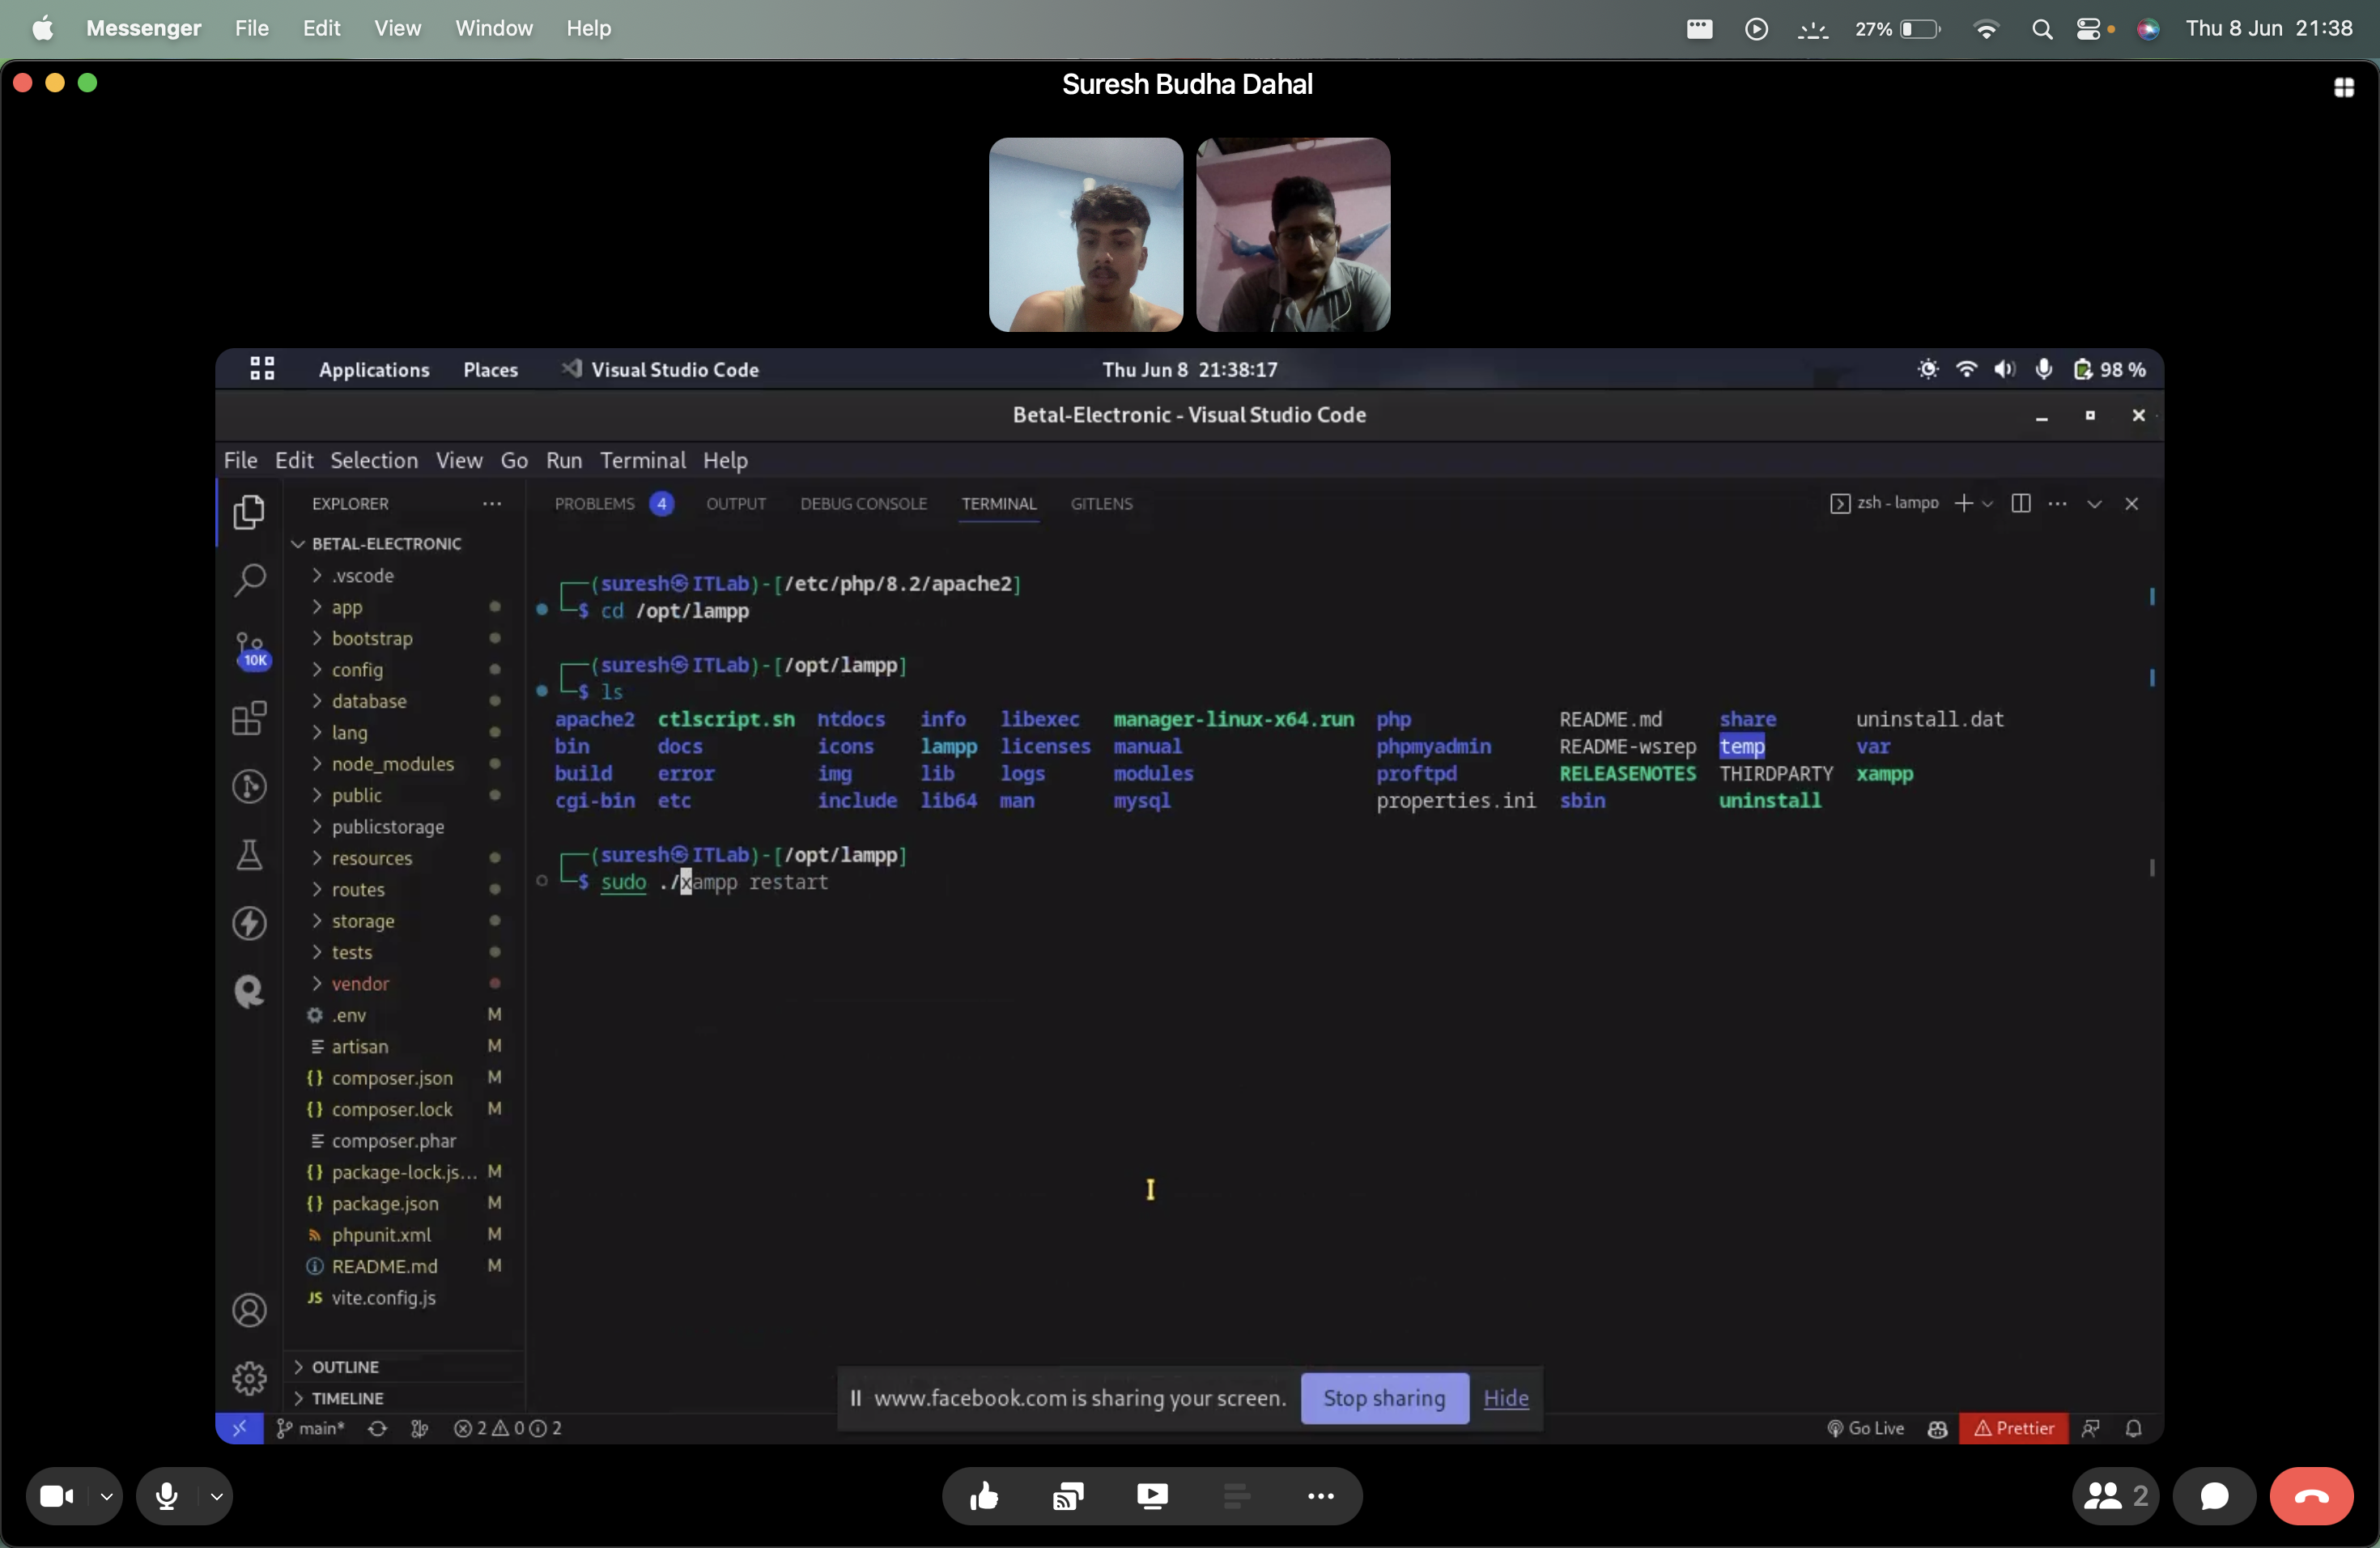 Messenger File Edit View Window Help 27% Thu 8 Jun 21:38
Suresh Budha Dahal
Applications Places Visual Studio Code Thu Jun 8 21:38:17 98 %
Betal-Electronic - Visual Studio Code
File Edit Selection View Go Run Terminal Help
EXPLORER ...
PROBLEMS 4 OUTPUT DEBUG CONSOLE TERMINAL GITLENS zsh - lampp
BETAL-ELECTRONIC
.vscode
app
bootstrap
config
database
lang
node_modules
public
publicstorage
resources
routes
storage
tests
vendor
.env M
artisan M
{} composer.json M
{} composer.lock M
composer.phar
{} package-lock.js... M
{} package.json M
phpunit.xml M
README.md M
JS vite.config.js
OUTLINE
TIMELINE
10K
(suresh㉿ITLab)-[/etc/php/8.2/apache2]
$ cd /opt/lampp
(suresh㉿ITLab)-[/opt/lampp]
$ ls
apache2 ctlscript.sh htdocs info libexec manager-linux-x64.run php README.md share uninstall.dat
bin docs icons lampp licenses manual phpmyadmin README-wsrep temp var
build error img lib logs modules proftpd RELEASENOTES THIRDPARTY xampp
cgi-bin etc include lib64 man mysql properties.ini sbin uninstall
(suresh㉿ITLab)-[/opt/lampp]
$ sudo ./xampp restart
www.facebook.com is sharing your screen. Stop sharing Hide
main* 2 0 2 Go Live Prettier
2